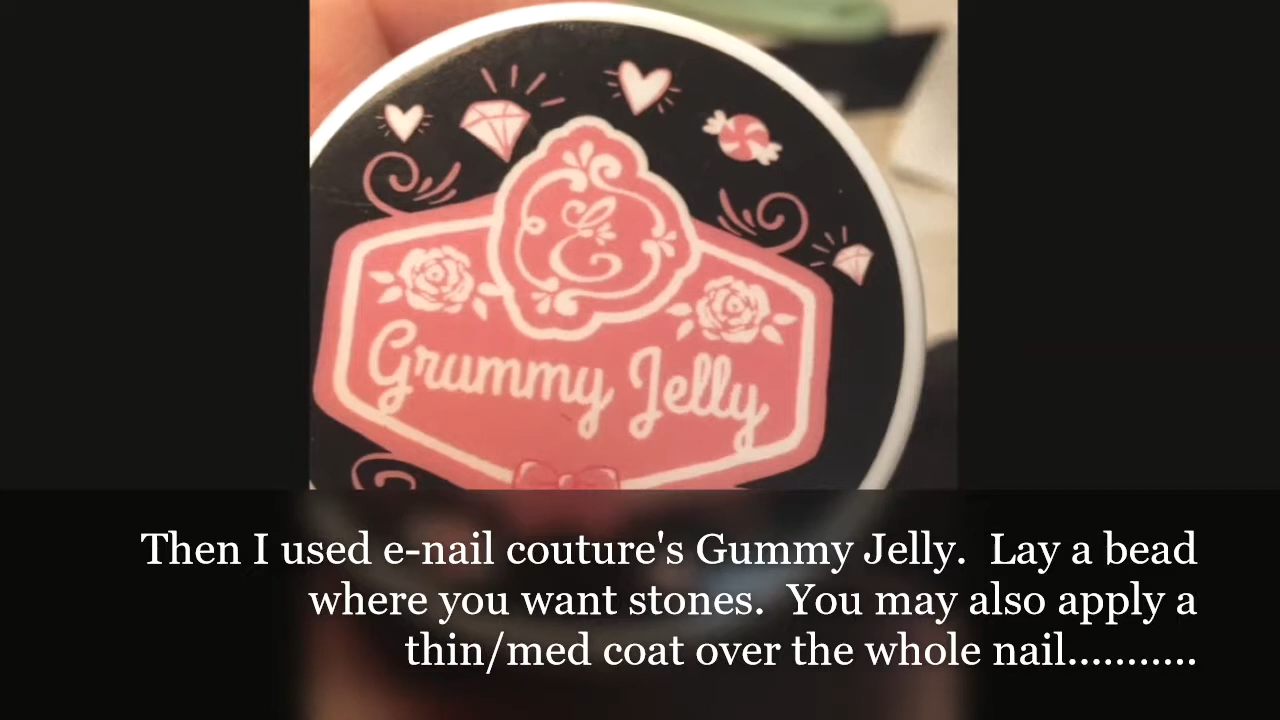 E
Grummy Jelly
Then I used e-nail couture's Gummy Jelly.  Lay a bead
where you want stones.  You may also apply a
thin/med coat over the whole nail...........